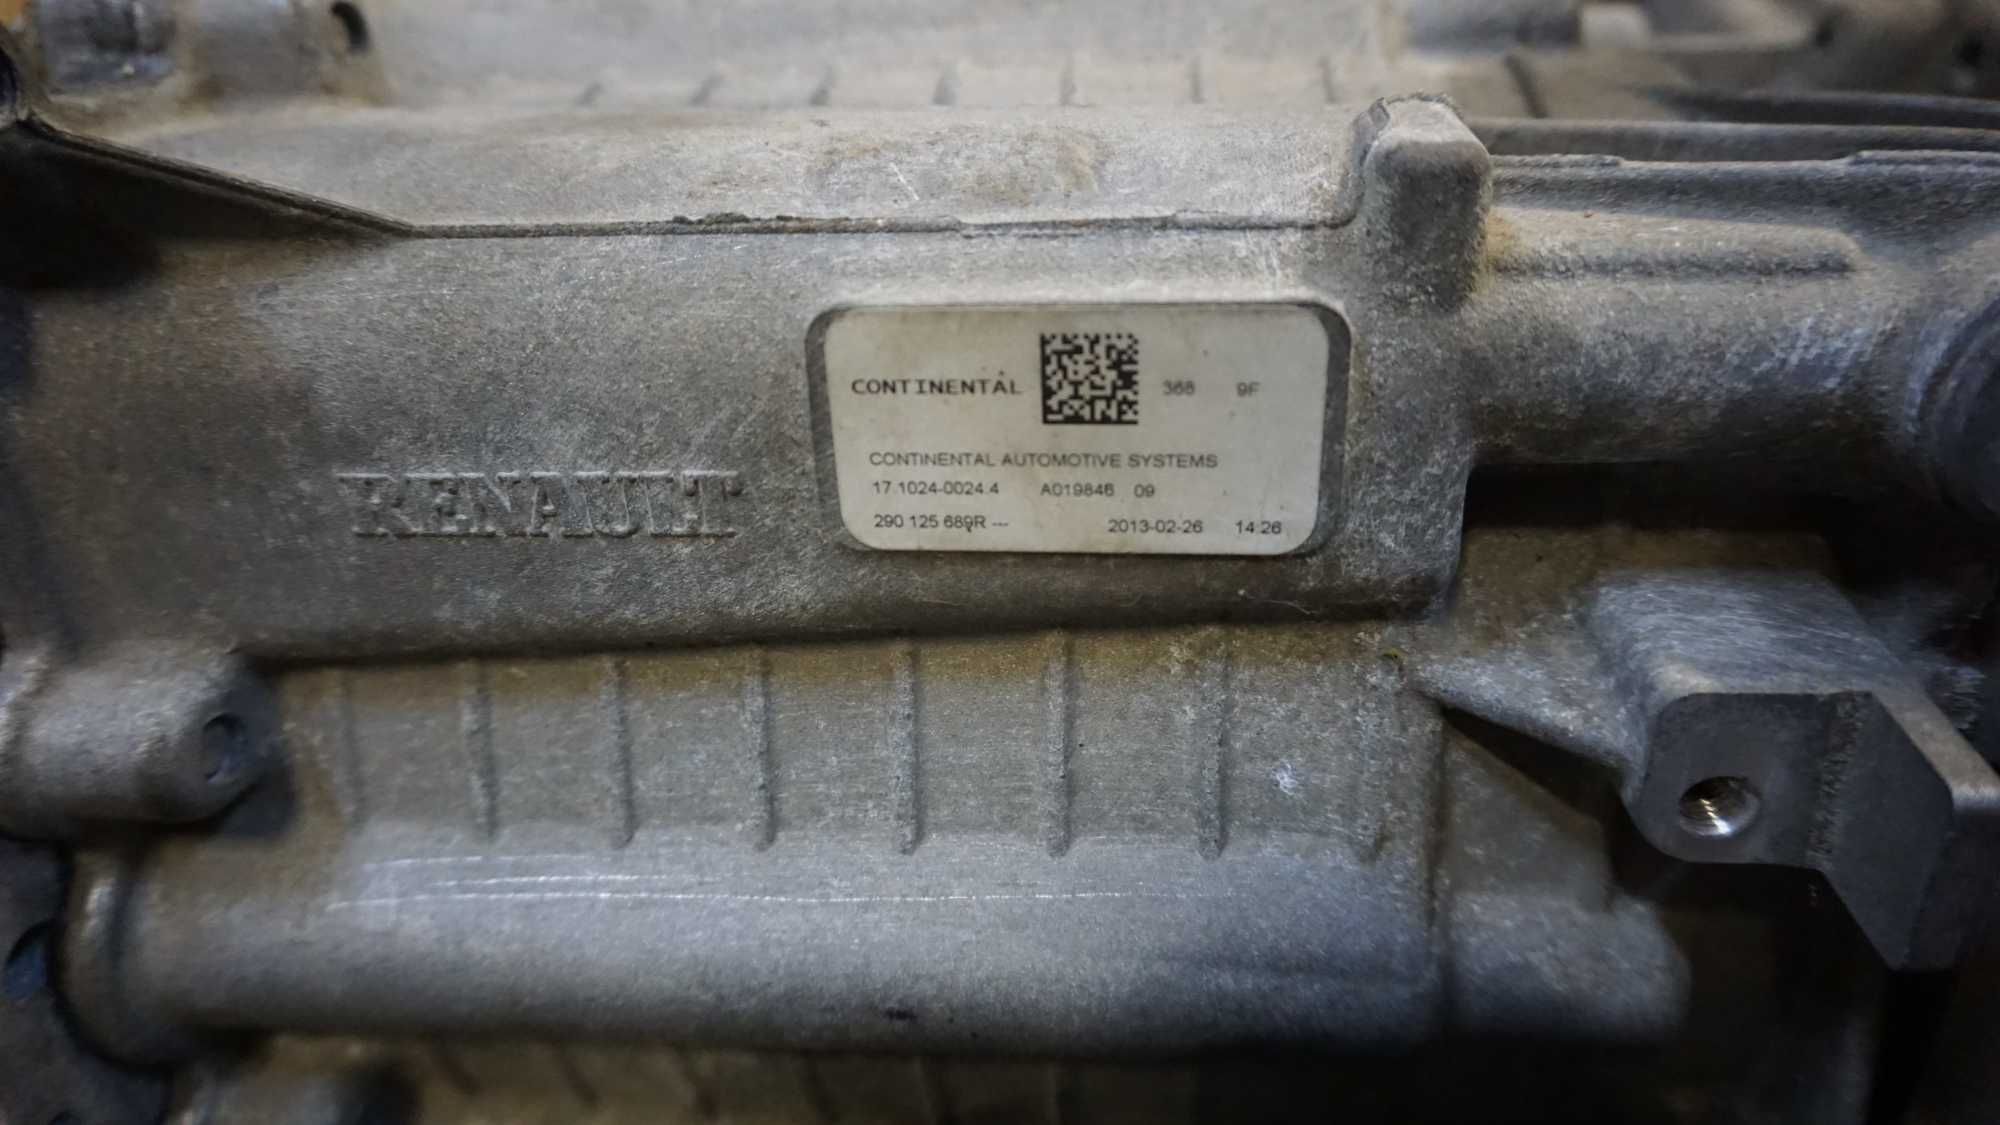 RENAULT
CONTINENTAL 368 9F
CONTINENTAL AUTOMOTIVE SYSTEMS
17.1024-0024.4 A019846 09
290 125 689R --- 2013-02-26 14:26